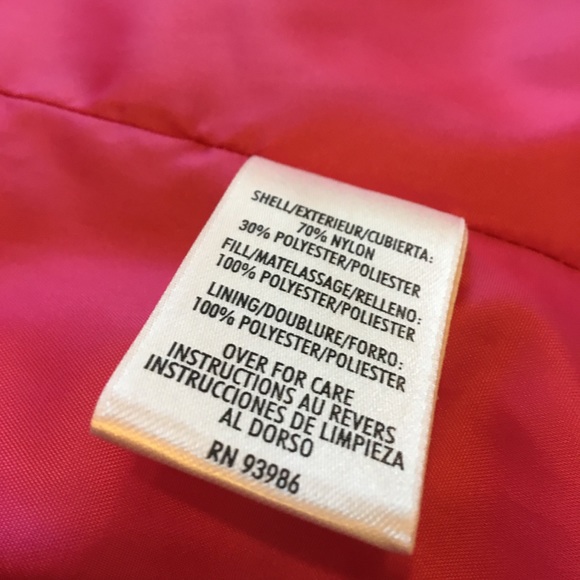 SHELL/EXTERIEUR/CUBIERTA:
70% NYLON
30% POLYESTER/POLIESTER
FILL/MATELASSAGE/RELLENO:
100% POLYESTER/POLIESTER
LINING/DOUBLURE/FORRO:
100% POLYESTER/POLIESTER
OVER FOR CARE
INSTRUCTIONS AU REVERS
INSTRUCCIONES DE LIMPIEZA
AL DORSO
RN 93986